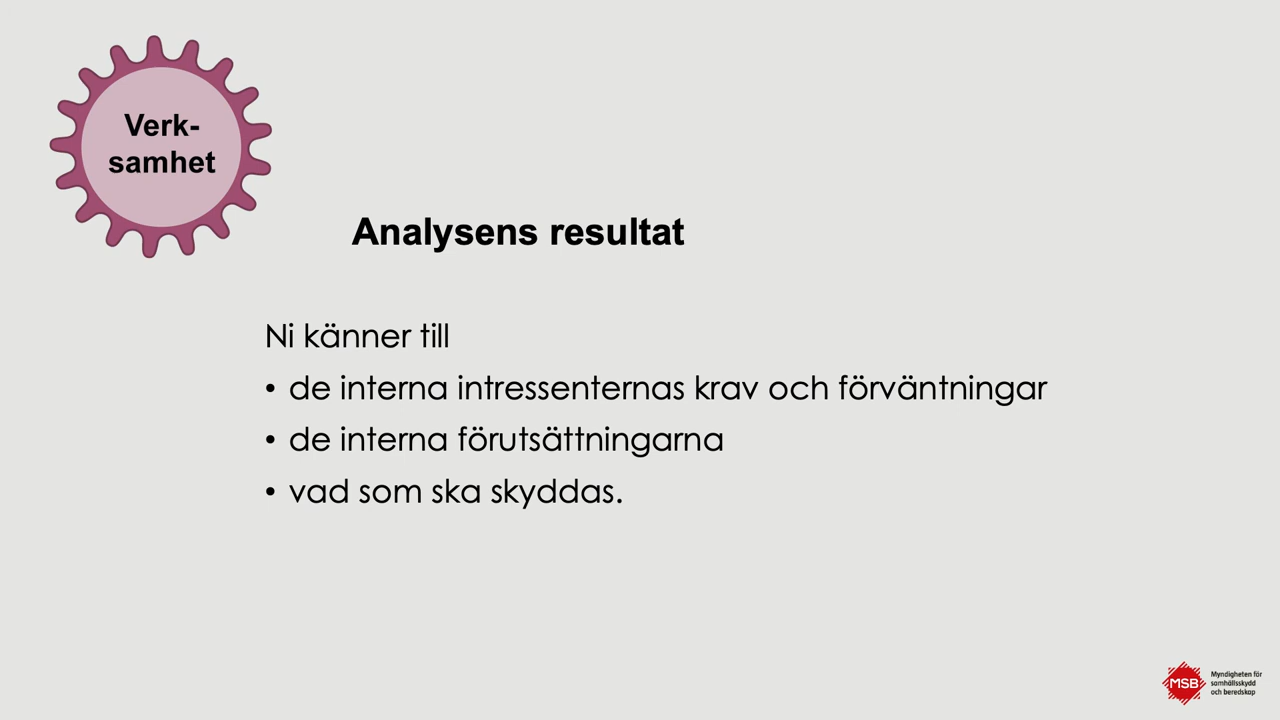 Verk-
samhet
Analysens resultat
Ni känner till
• de interna intressenternas krav och förväntningar
• de interna förutsättningarna
• vad som ska skyddas.
MSB
Myndigheten för
samhällsskydd
och beredskap